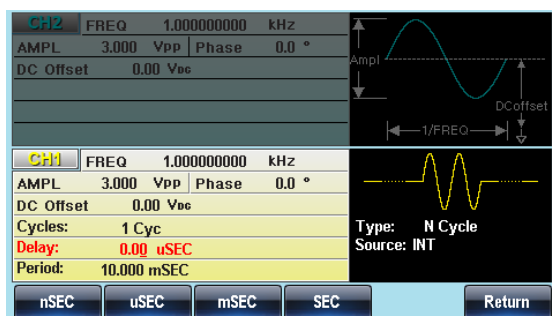 CH2 FREQ 1.000000000 kHz
AMPL 3.000 Vpp Phase 0.0 °
DC Offset 0.00 VDC
Ampl
DCoffset
1/FREQ
CH1 FREQ 1.000000000 kHz
AMPL 3.000 Vpp Phase 0.0 °
DC Offset 0.00 VDC
Cycles: 1 Cyc
Delay: 0.00 uSEC
Period: 10.000 mSEC
Type: N Cycle
Source: INT
nSEC uSEC mSEC SEC Return